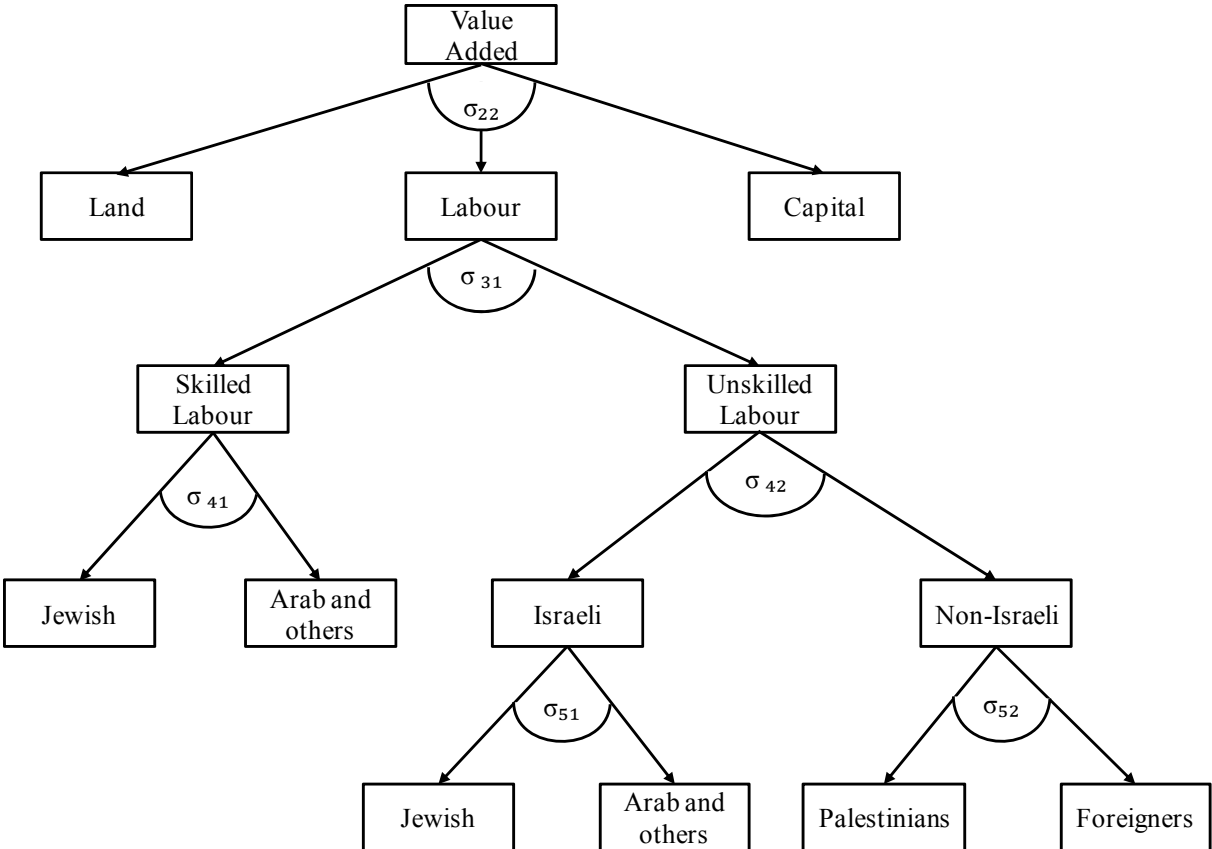 Value
Added
σ₂₂
Land
Labour
Capital
σ ₃₁
Skilled
Labour
Unskilled
Labour
σ ₄₁
σ ₄₂
Jewish
Arab and
others
Israeli
Non-Israeli
σ₅₁
σ₅₂
Jewish
Arab and
others
Palestinians
Foreigners